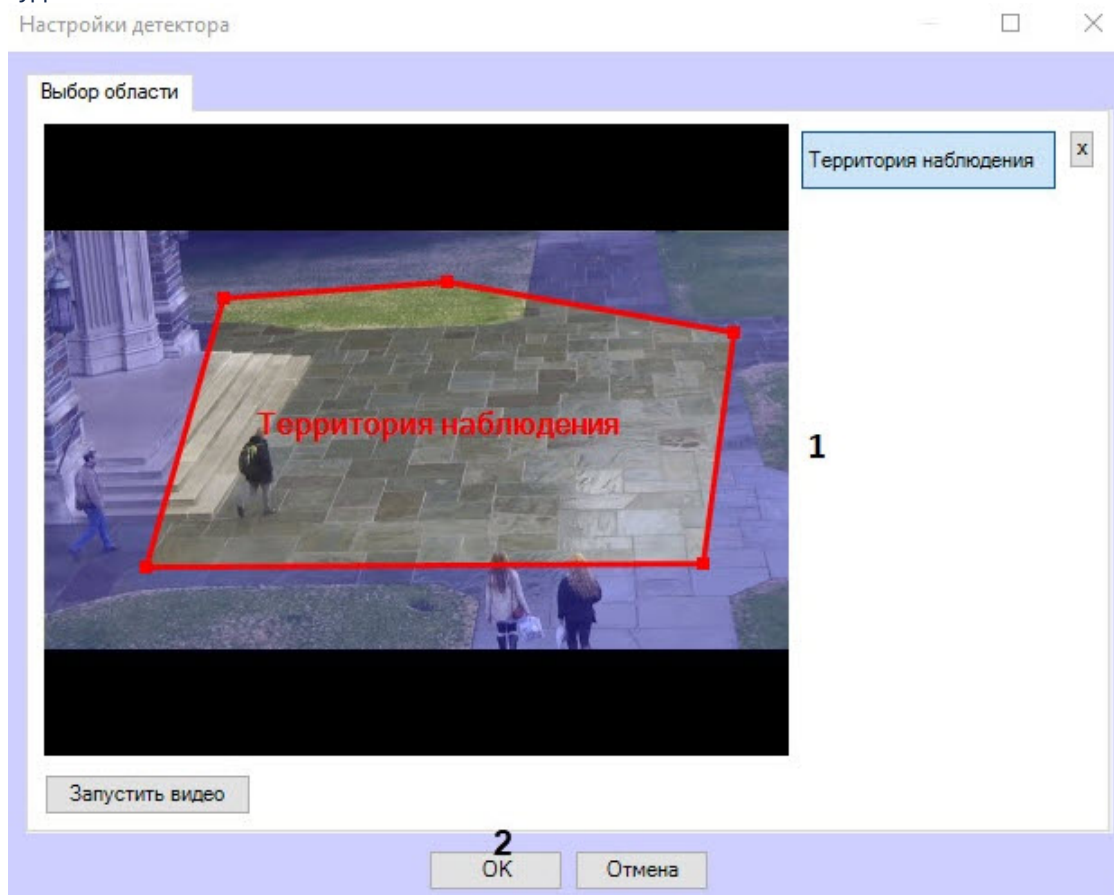 Настройки детектора
Выбор области
Территория наблюдения
x
Территория наблюдения
1
Запустить видео
2
OK
Отмена